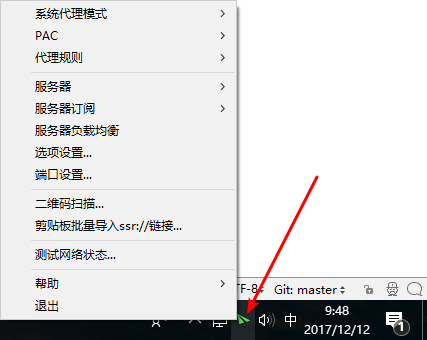 系统代理模式
PAC
代理规则
服务器
服务器订阅
服务器负载均衡
选项设置...
端口设置...
二维码扫描...
剪贴板批量导入ssr://链接...
测试网络状态...
帮助
退出
TF-8 Git: master
中
9:48
2017/12/12
1